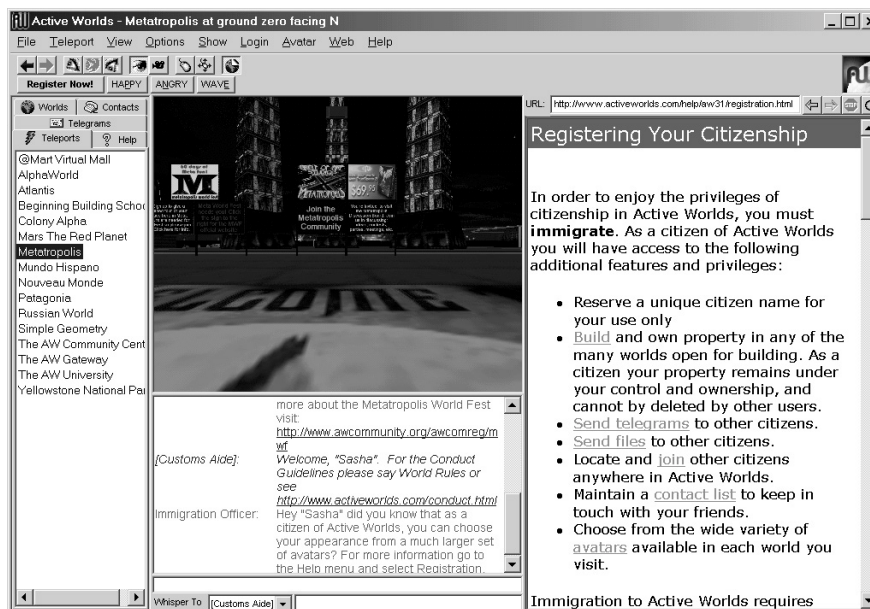 Active Worlds - Metatropolis at ground zero facing N
File Teleport View Options Show Login Avatar Web Help
Register Now! HAPPY ANGRY WAVE
Worlds Contacts
Telegrams
Teleports Help
@Mart Virtual Mall
AlphaWorld
Atlantis
Beginning Building Schoo
Colony Alpha
Mars The Red Planet
Metatropolis
Mundo Hispano
Nouveau Monde
Patagonia
Russian World
Simple Geometry
The AW Community Cent
The AW Gateway
The AW University
Yellowstone National Par
M
METATROPOLIS
$69.95
Join the
Metatropolis
Community
WELCOME
more about the Metatropolis World Fest
visit:
http://www.awcommunity.org/awcomreg/m
wf
[Customs Aide]: Welcome, "Sasha". For the Conduct
Guidelines please say World Rules or
see
http://www.activeworlds.com/conduct.html
Immigration Officer: Hey "Sasha" did you know that as a
citizen of Active Worlds, you can choose
your appearance from a much larger set
of avatars? For more information go to
the Help menu and select Registration.
Whisper To [Customs Aide]
URL: http://www.activeworlds.com/help/aw31/registration.html
Registering Your Citizenship
In order to enjoy the privileges of
citizenship in Active Worlds, you must
immigrate. As a citizen of Active Worlds
you will have access to the following
additional features and privileges:
• Reserve a unique citizen name for
your use only
• Build and own property in any of the
many worlds open for building. As a
citizen your property remains under
your control and ownership, and
cannot by deleted by other users.
• Send telegrams to other citizens.
• Send files to other citizens.
• Locate and join other citizens
anywhere in Active Worlds.
• Maintain a contact list to keep in
touch with your friends.
• Choose from the wide variety of
avatars available in each world you
visit.
Immigration to Active Worlds requires